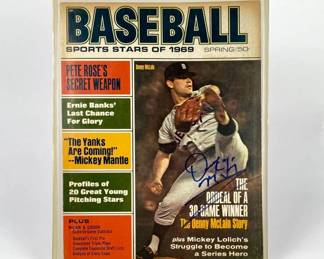 BASEBALL
SPORTS STARS OF 1969
SPRING/50¢
Denny McLain
PETE ROSE'S
SECRET WEAPON
Ernie Banks'
Last Chance
For Glory
"The Yanks
Are Coming!"
--Mickey Mantle
Profiles of
20 Great Young
Pitching Stars
THE
ORDEAL OF A
30-GAME WINNER
The Denny McLain Story
plus Mickey Lolich's
Struggle to Become
a Series Hero
PLUS